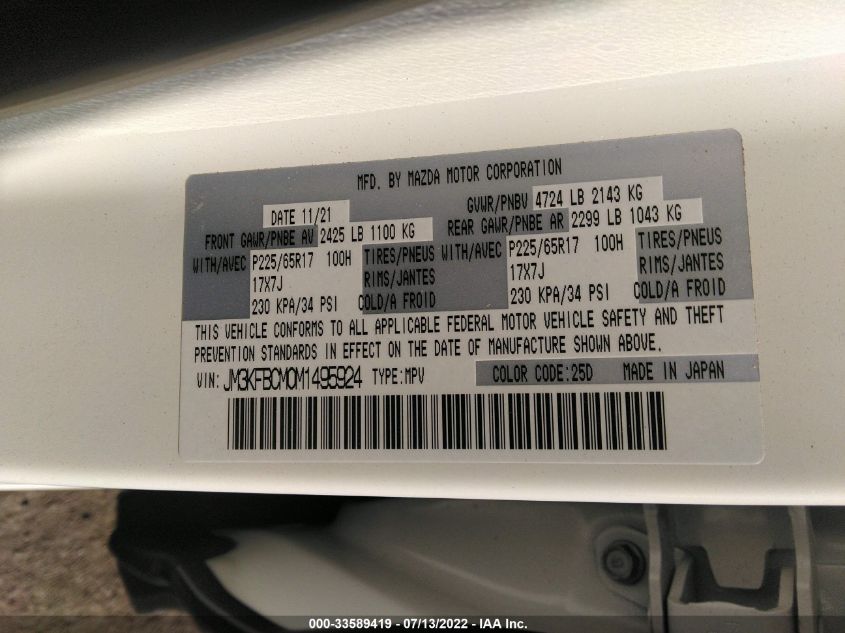 MFD. BY MAZDA MOTOR CORPORATION
DATE 11/21 GVWR/PNBV 4724 LB 2143 KG
FRONT GAWR/PNBE AV 2425 LB 1100 KG REAR GAWR/PNBE AR 2299 LB 1043 KG
WITH/AVEC P225/65R17 100H TIRES/PNEUS WITH/AVEC P225/65R17 100H TIRES/PNEUS
17X7J RIMS/JANTES 17X7J RIMS/JANTES
230 KPA/34 PSI COLD/A FROID 230 KPA/34 PSI COLD/A FROID
THIS VEHICLE CONFORMS TO ALL APPLICABLE FEDERAL MOTOR VEHICLE SAFETY AND THEFT
PREVENTION STANDARDS IN EFFECT ON THE DATE OF MANUFACTURE SHOWN ABOVE.
VIN: JM3KFBCM0M1495924 TYPE:MPV COLOR CODE:25D MADE IN JAPAN
000-33589419 - 07/13/2022 - IAA Inc.